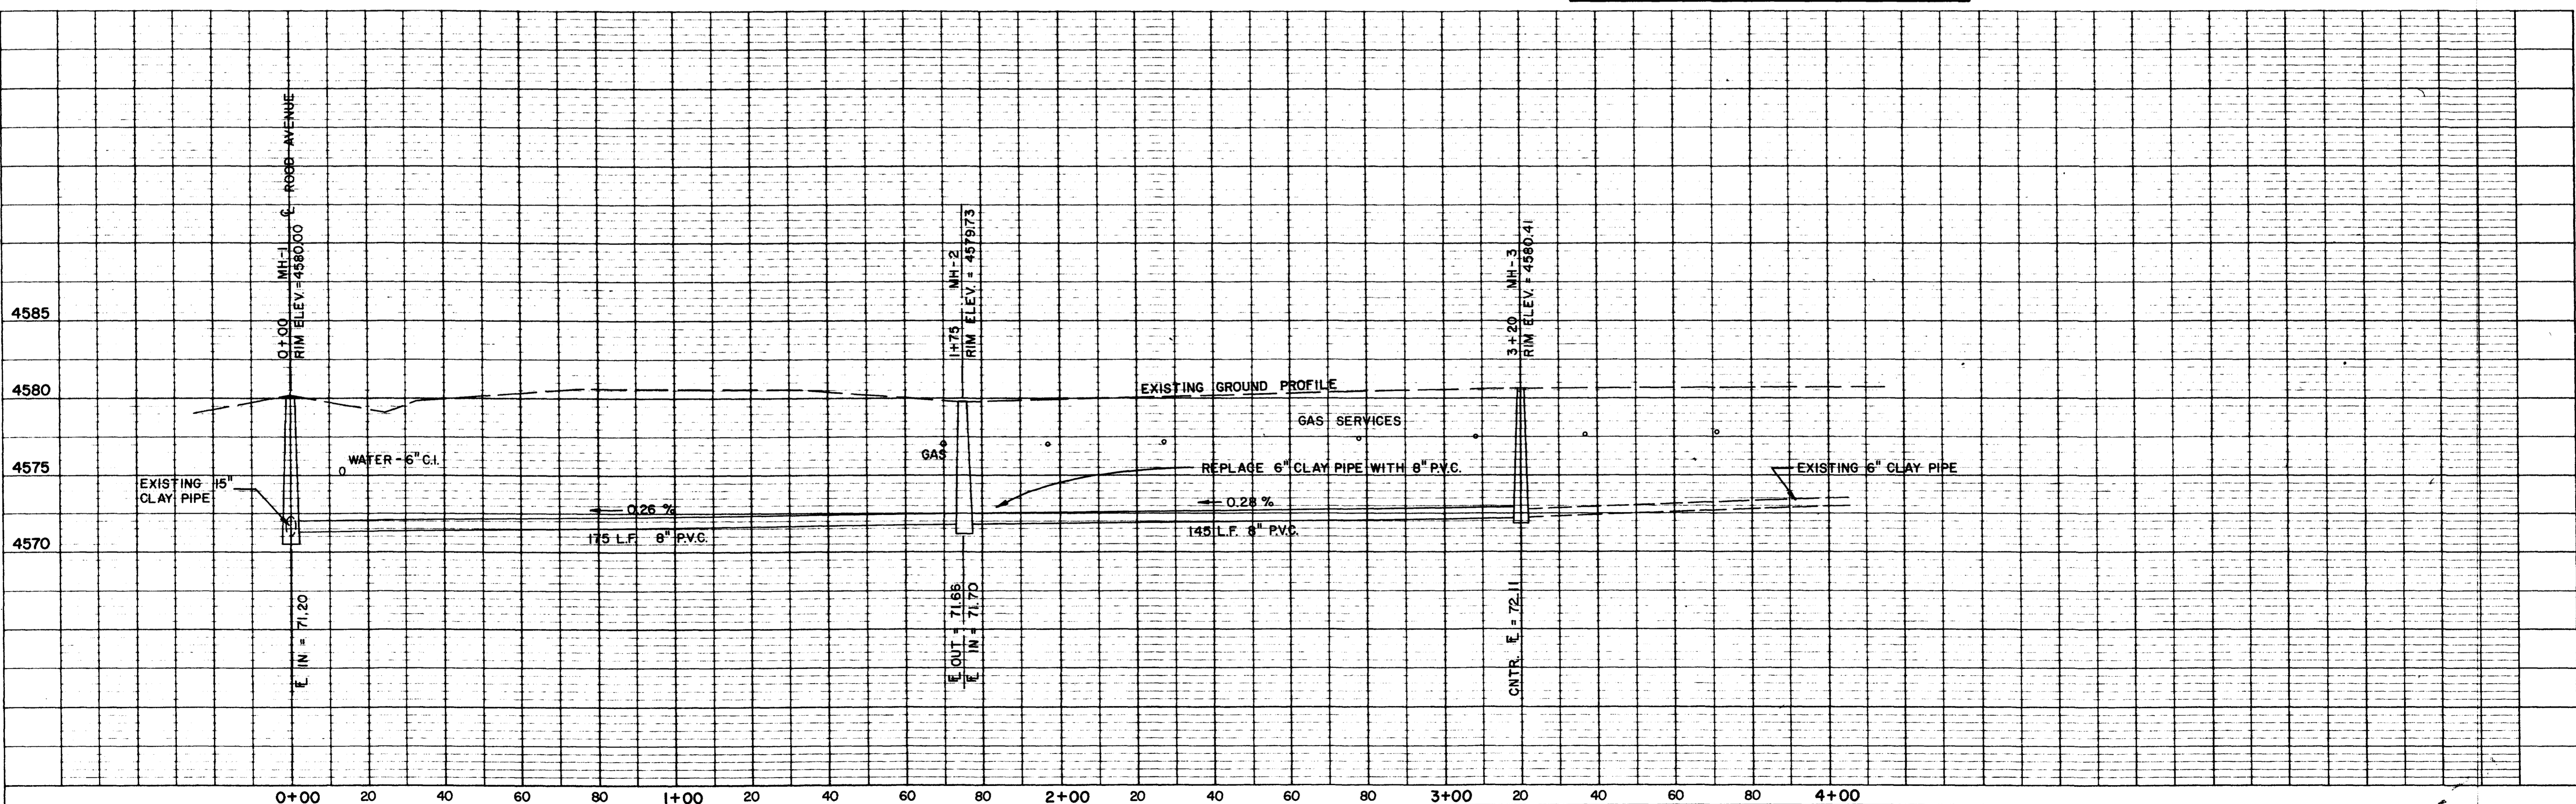 0+00 MH-1 ℄ ROOD AVENUE
RIM ELEV. = 4580.00
1+75 MH-2
RIM ELEV. = 4579.73
3+20 MH-3
RIM ELEV. = 4580.41
4585
4580
4575
4570
EXISTING GROUND PROFILE
GAS SERVICES
WATER - 6" C.I.
GAS
REPLACE 6" CLAY PIPE WITH 8" P.V.C.
EXISTING 6" CLAY PIPE
EXISTING 15"
CLAY PIPE
0.26 %
0.28 %
175 L.F. 8" P.V.C.
145 L.F. 8" P.V.C.
FL IN = 71.20
FL OUT = 71.66
FL IN = 71.70
CNTR. FL = 72.11
0+00 20 40 60 80 1+00 20 40 60 80 2+00 20 40 60 80 3+00 20 40 60 80 4+00